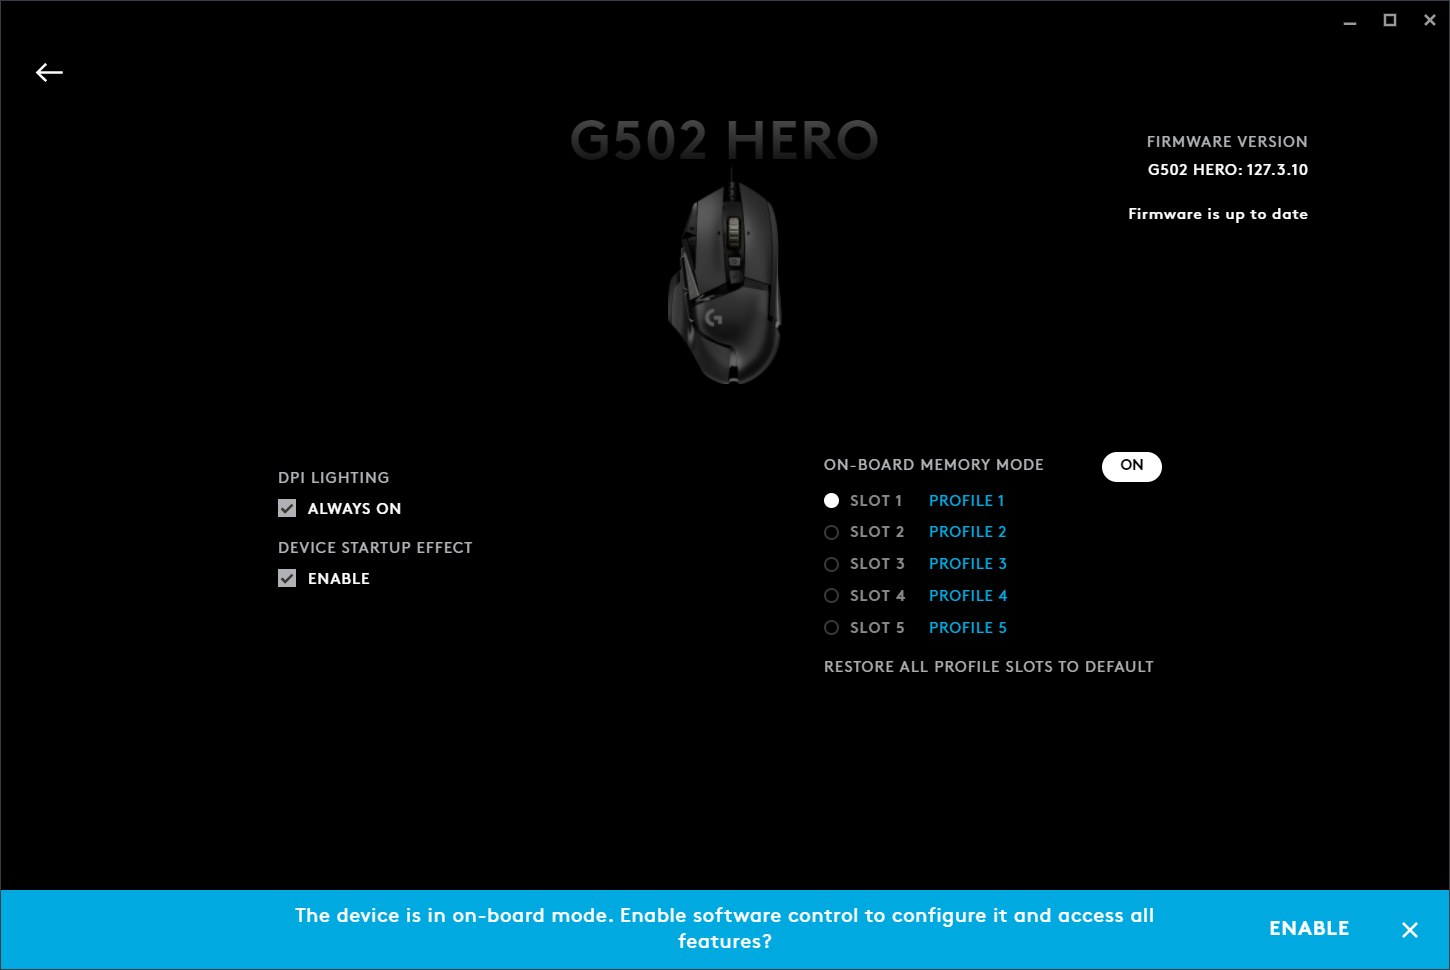 G502 HERO
FIRMWARE VERSION
G502 HERO: 127.3.10
Firmware is up to date
DPI LIGHTING
ALWAYS ON
DEVICE STARTUP EFFECT
ENABLE
ON-BOARD MEMORY MODE ON
SLOT 1 PROFILE 1
SLOT 2 PROFILE 2
SLOT 3 PROFILE 3
SLOT 4 PROFILE 4
SLOT 5 PROFILE 5
RESTORE ALL PROFILE SLOTS TO DEFAULT
The device is in on-board mode. Enable software control to configure it and access all
features?
ENABLE